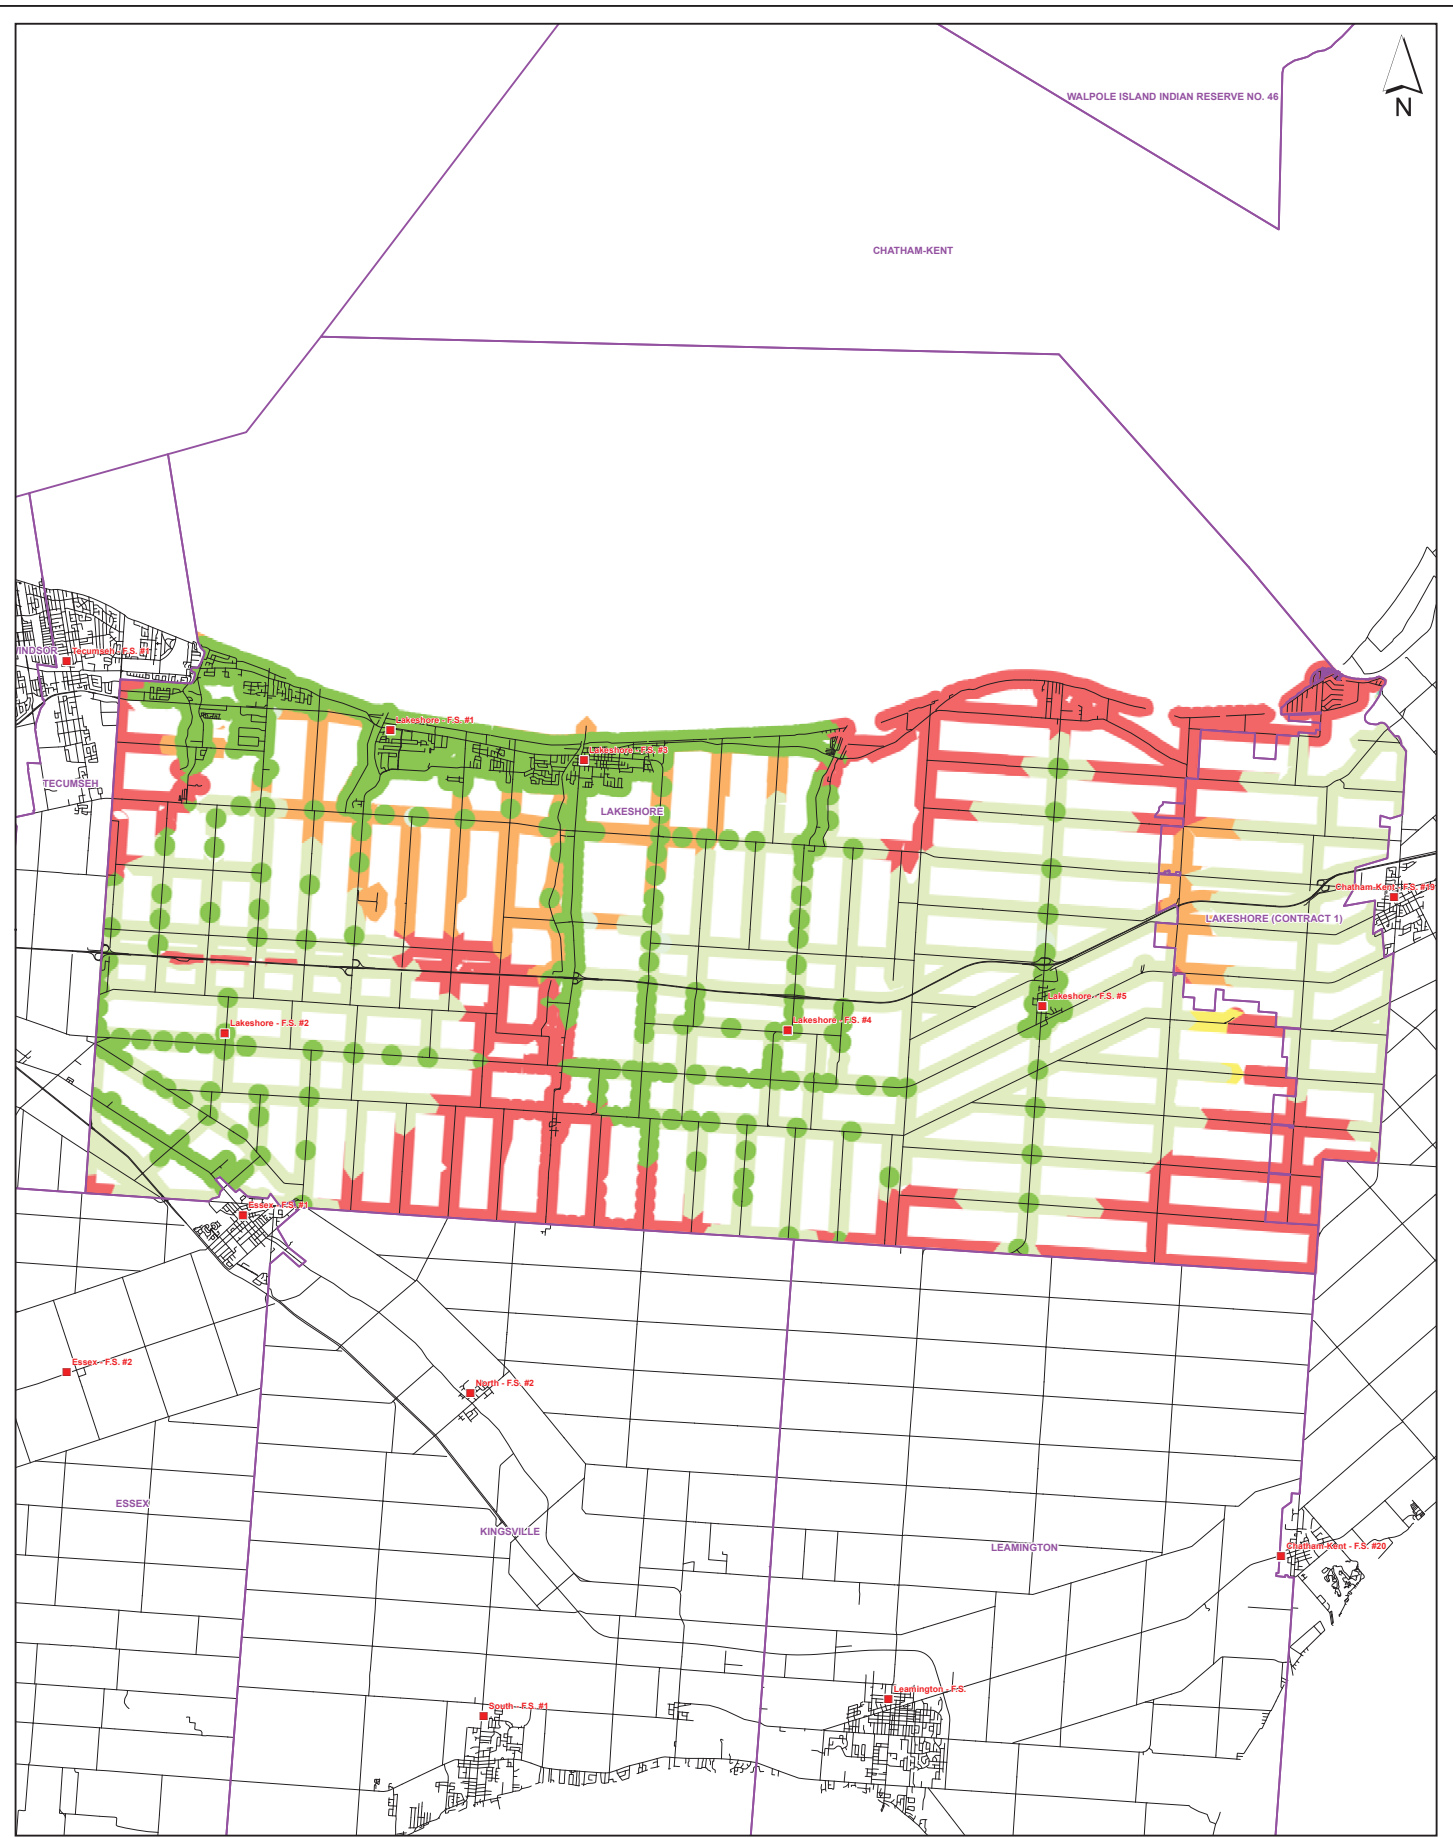 WALPOLE ISLAND INDIAN RESERVE NO. 46
N
CHATHAM-KENT
INDSOR
Tecumseh - F.S. #1
Lakeshore - F.S. #1
Lakeshore - F.S. #3
TECUMSEH
LAKESHORE
Chatham-Kent - F.S. #19
LAKESHORE (CONTRACT 1)
Lakeshore - F.S. #5
Lakeshore - F.S. #2
Lakeshore - F.S. #4
Essex - F.S. #1
Essex - F.S. #2
North - F.S. #2
ESSEX
KINGSVILLE
LEAMINGTON
Chatham-Kent - F.S. #20
Leamington - F.S.
South - F.S. #1